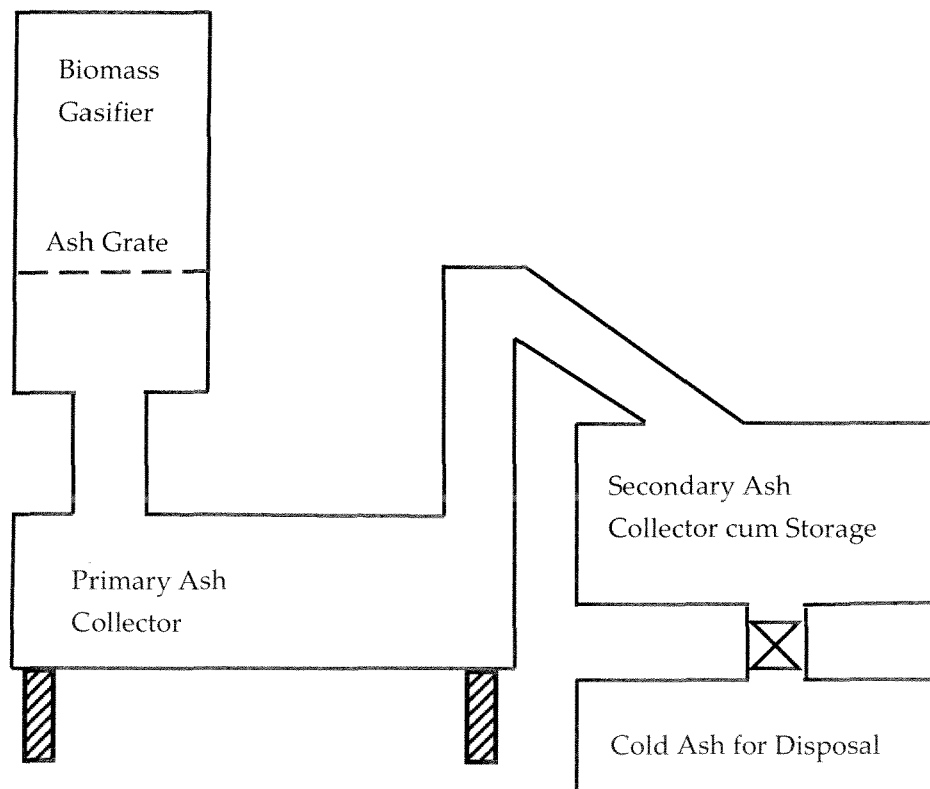 Biomass
Gasifier
Ash Grate
Secondary Ash
Collector cum Storage
Primary Ash
Collector
Cold Ash for Disposal